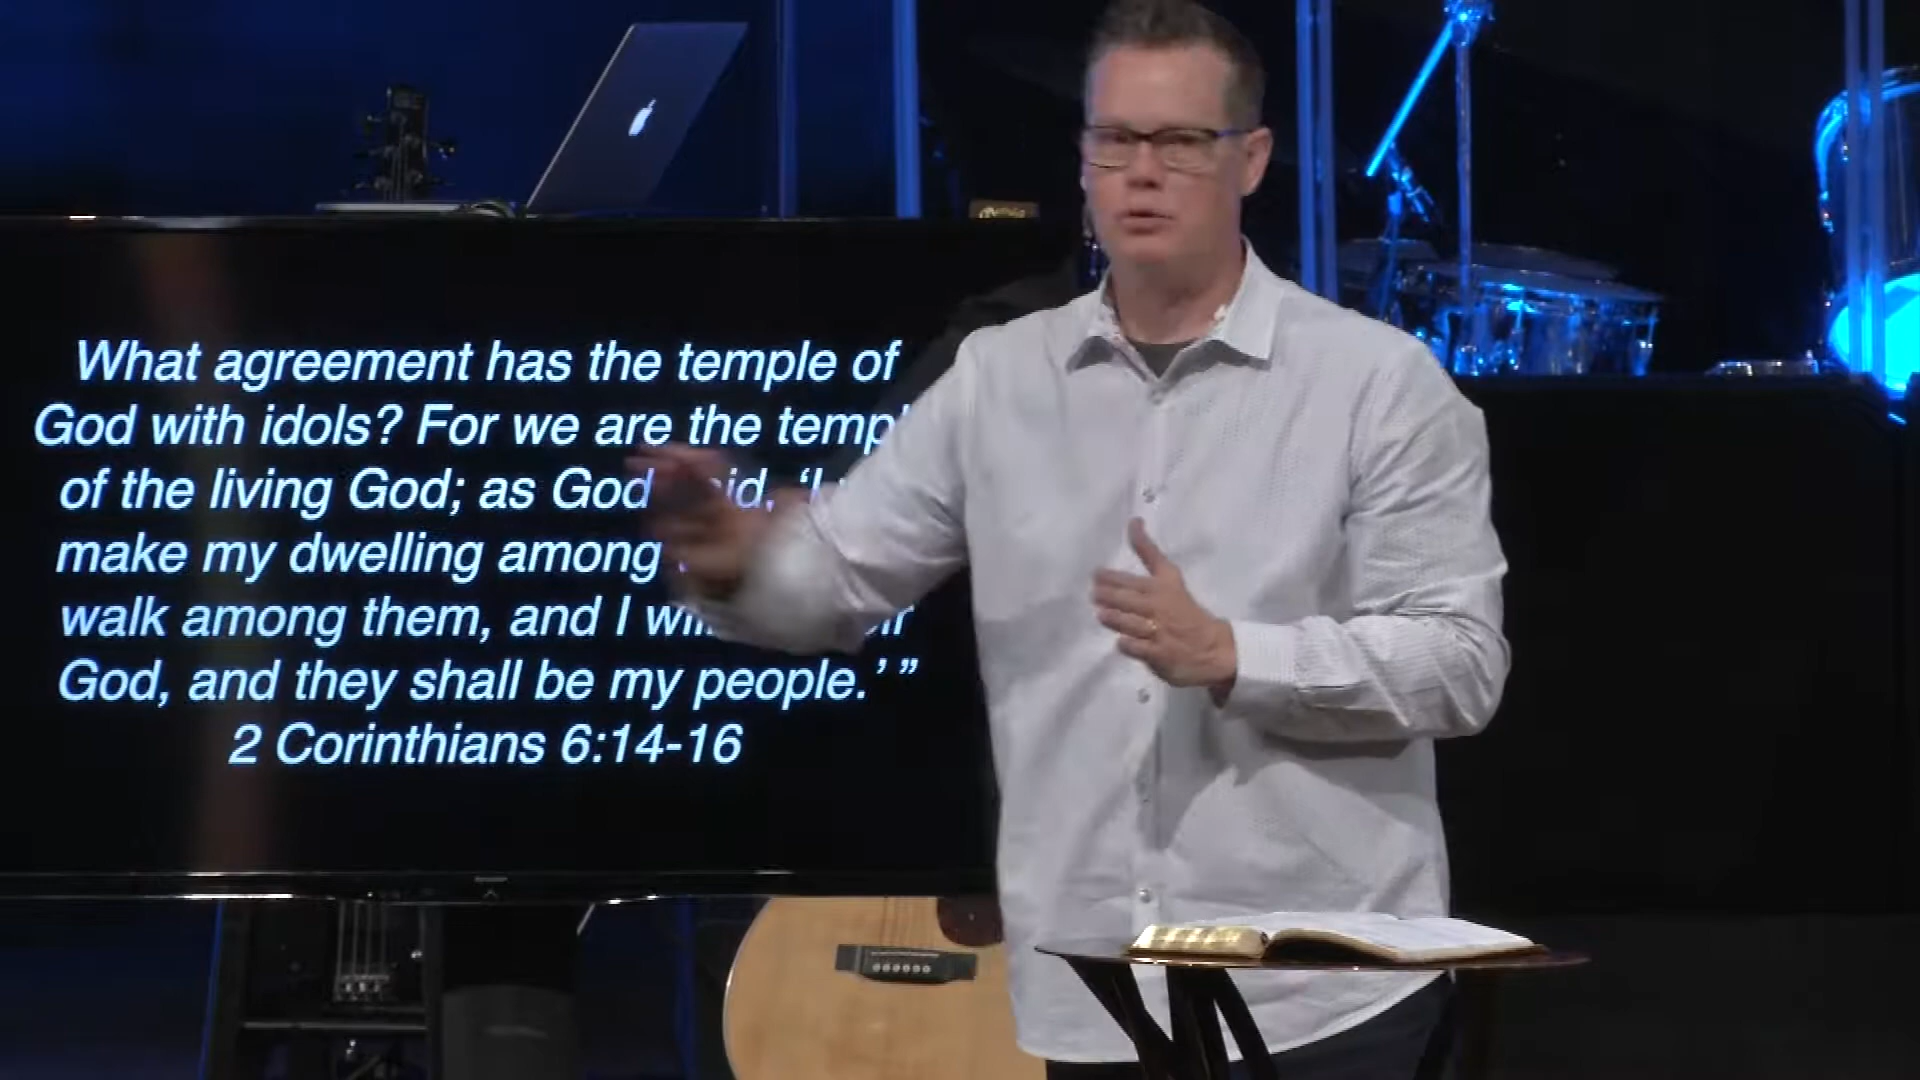 What agreement has the temple of
God with idols? For we are the
of the living God; as God
make my dwelling among
walk among them, and I
God, and they shall be my people.’ ”
2 Corinthians 6:14-16